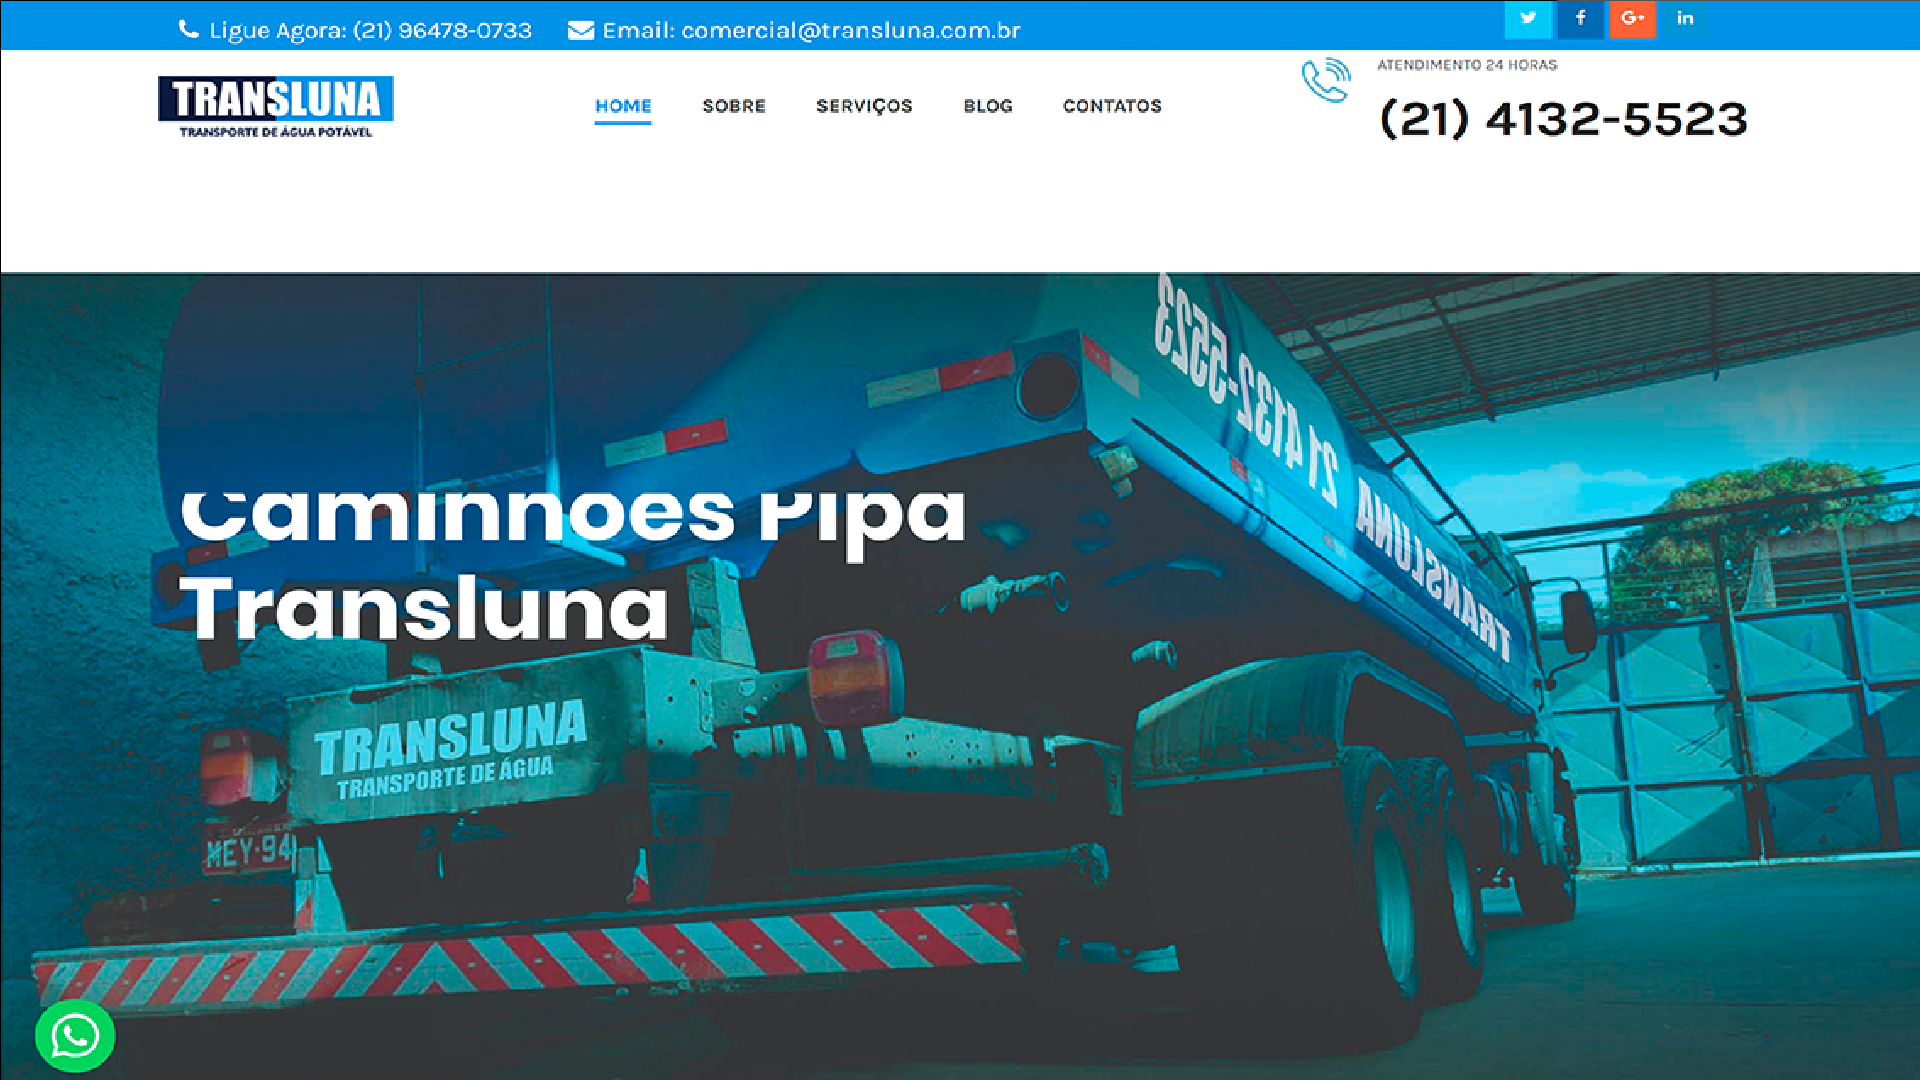 Ligue Agora: (21) 96478-0733
Email: comercial@transluna.com.br
G+
in
TRANSLUNA
TRANSPORTE DE ÁGUA POTÁVEL
HOME
SOBRE
SERVIÇOS
BLOG
CONTATOS
ATENDIMENTO 24 HORAS
(21) 4132-5523
21 4132-5523
TRANSLUNA
Caminhões Pipa
Transluna
TRANSLUNA
TRANSPORTE DE ÁGUA
MEY·94